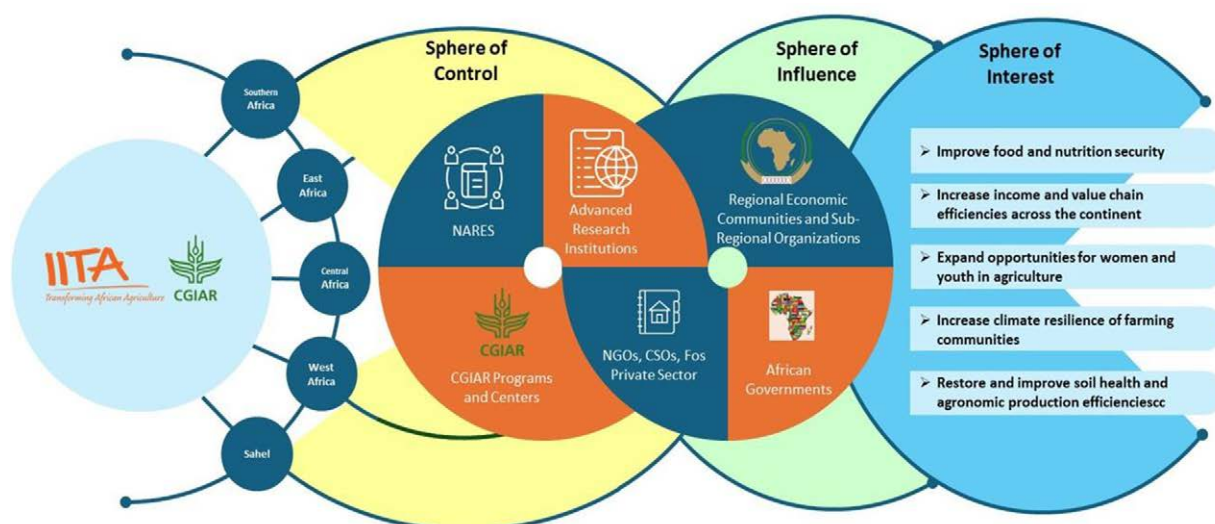 Sphere of
Control
Sphere of
Influence
Sphere of
Interest
Southern
Africa
East
Africa
Central
Africa
West
Africa
Sahel
IITA
Transforming African Agriculture
CGIAR
NARES
Advanced
Research
Institutions
Regional Economic
Communities and Sub-
Regional Organizations
CGIAR
CGIAR Programs
and Centers
NGOs, CSOs, Fos
Private Sector
African
Governments
➢ Improve food and nutrition security
➢ Increase income and value chain
efficiencies across the continent
➢ Expand opportunities for women and
youth in agriculture
➢ Increase climate resilience of farming
communities
➢ Restore and improve soil health and
agronomic production efficienciescc